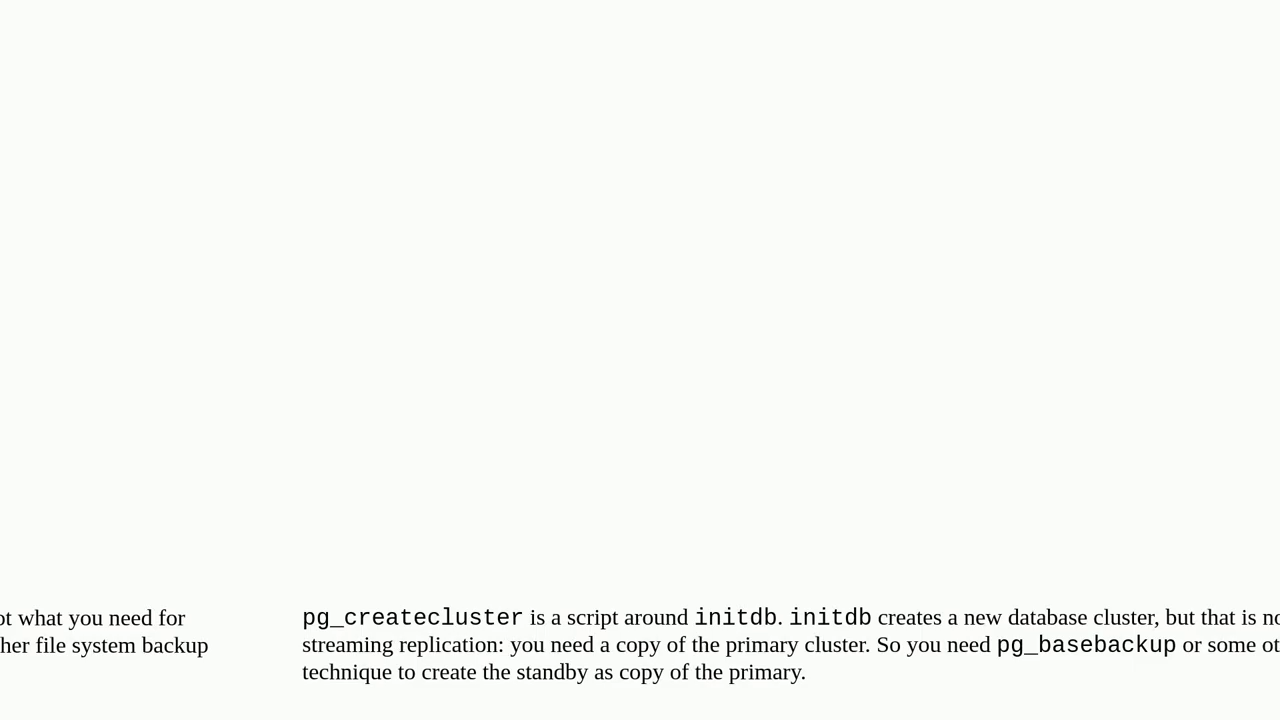 ot what you need for
her file system backup
pg_createcluster is a script around initdb. initdb creates a new database cluster, but that is no
streaming replication: you need a copy of the primary cluster. So you need pg_basebackup or some ot
technique to create the standby as copy of the primary.